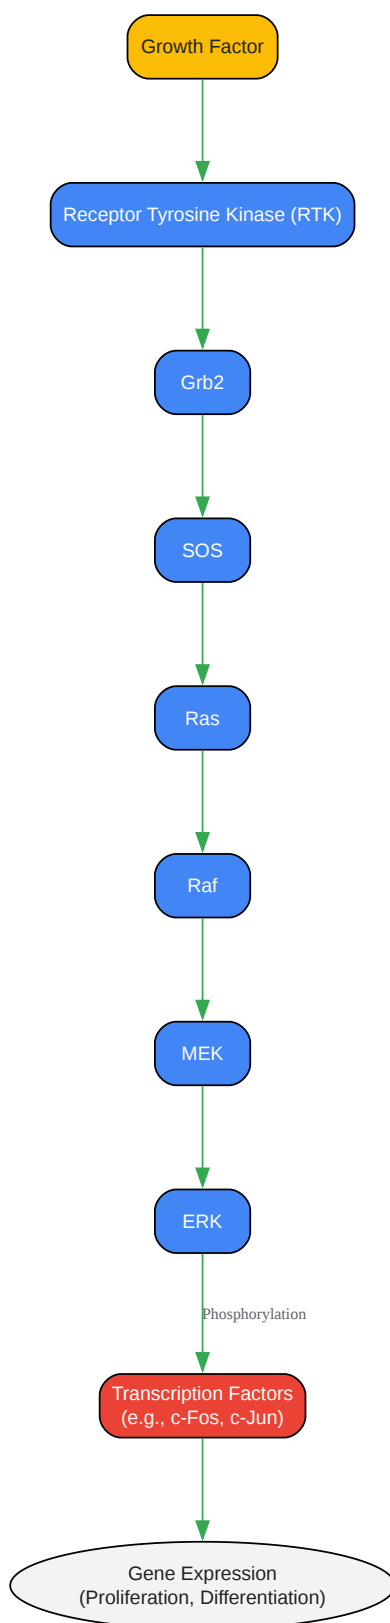 Growth Factor
Receptor Tyrosine Kinase (RTK)
Grb2
SOS
Ras
Raf
MEK
ERK
Phosphorylation
Transcription Factors
(e.g., c-Fos, c-Jun)
Gene Expression
(Proliferation, Differentiation)